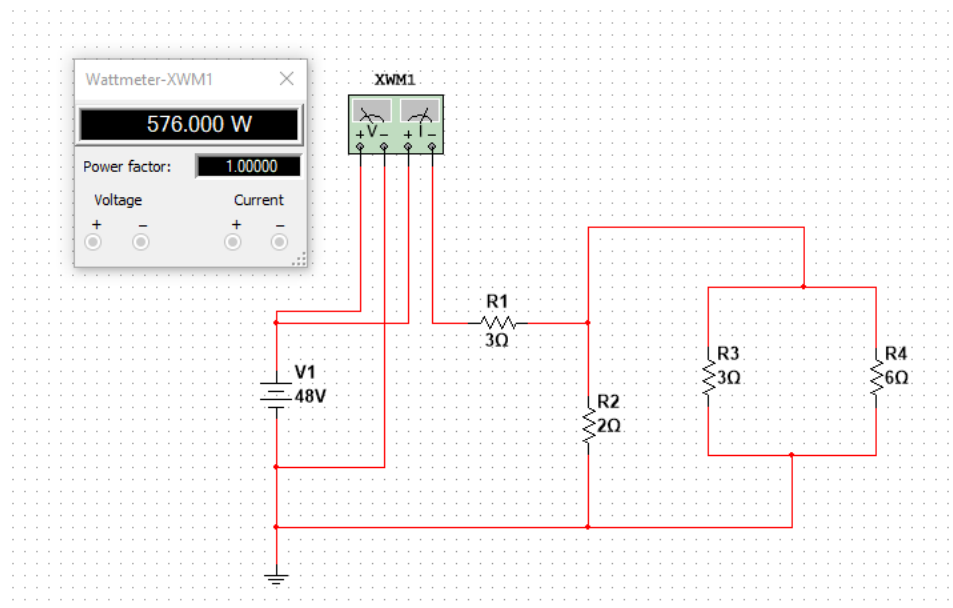 Wattmeter-XWM1
576.000 W
Power factor: 1.00000
Voltage Current
+ − + −
XWM1
+ V − + I −
R1
3Ω
V1
48V
R2
2Ω
R3
3Ω
R4
6Ω